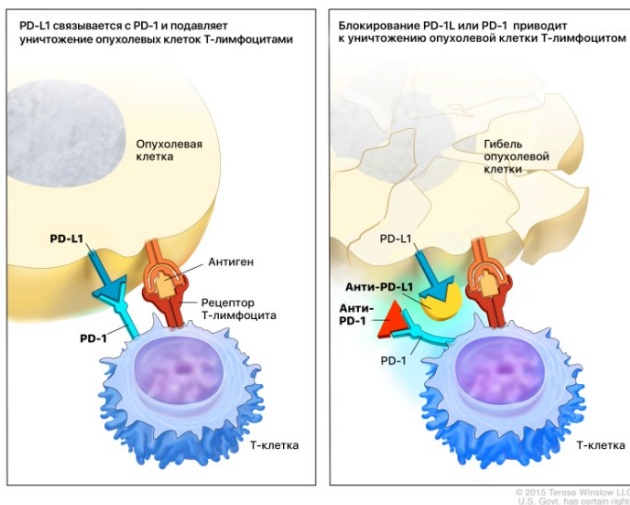 PD-L1 связывается с PD-1 и подавляет
уничтожение опухолевых клеток Т-лимфоцитами
Опухолевая
клетка
PD-L1
Антиген
Рецептор
Т-лимфоцита
PD-1
Т-клетка
Блокирование PD-1L или PD-1 приводит
к уничтожению опухолевой клетки Т-лимфоцитом
Гибель
опухолевой
клетки
PD-L1
Анти-PD-L1
Анти-
PD-1
PD-1
Т-клетка
© 2015 Terese Winslow LLC
U.S. Govt. has certain rights